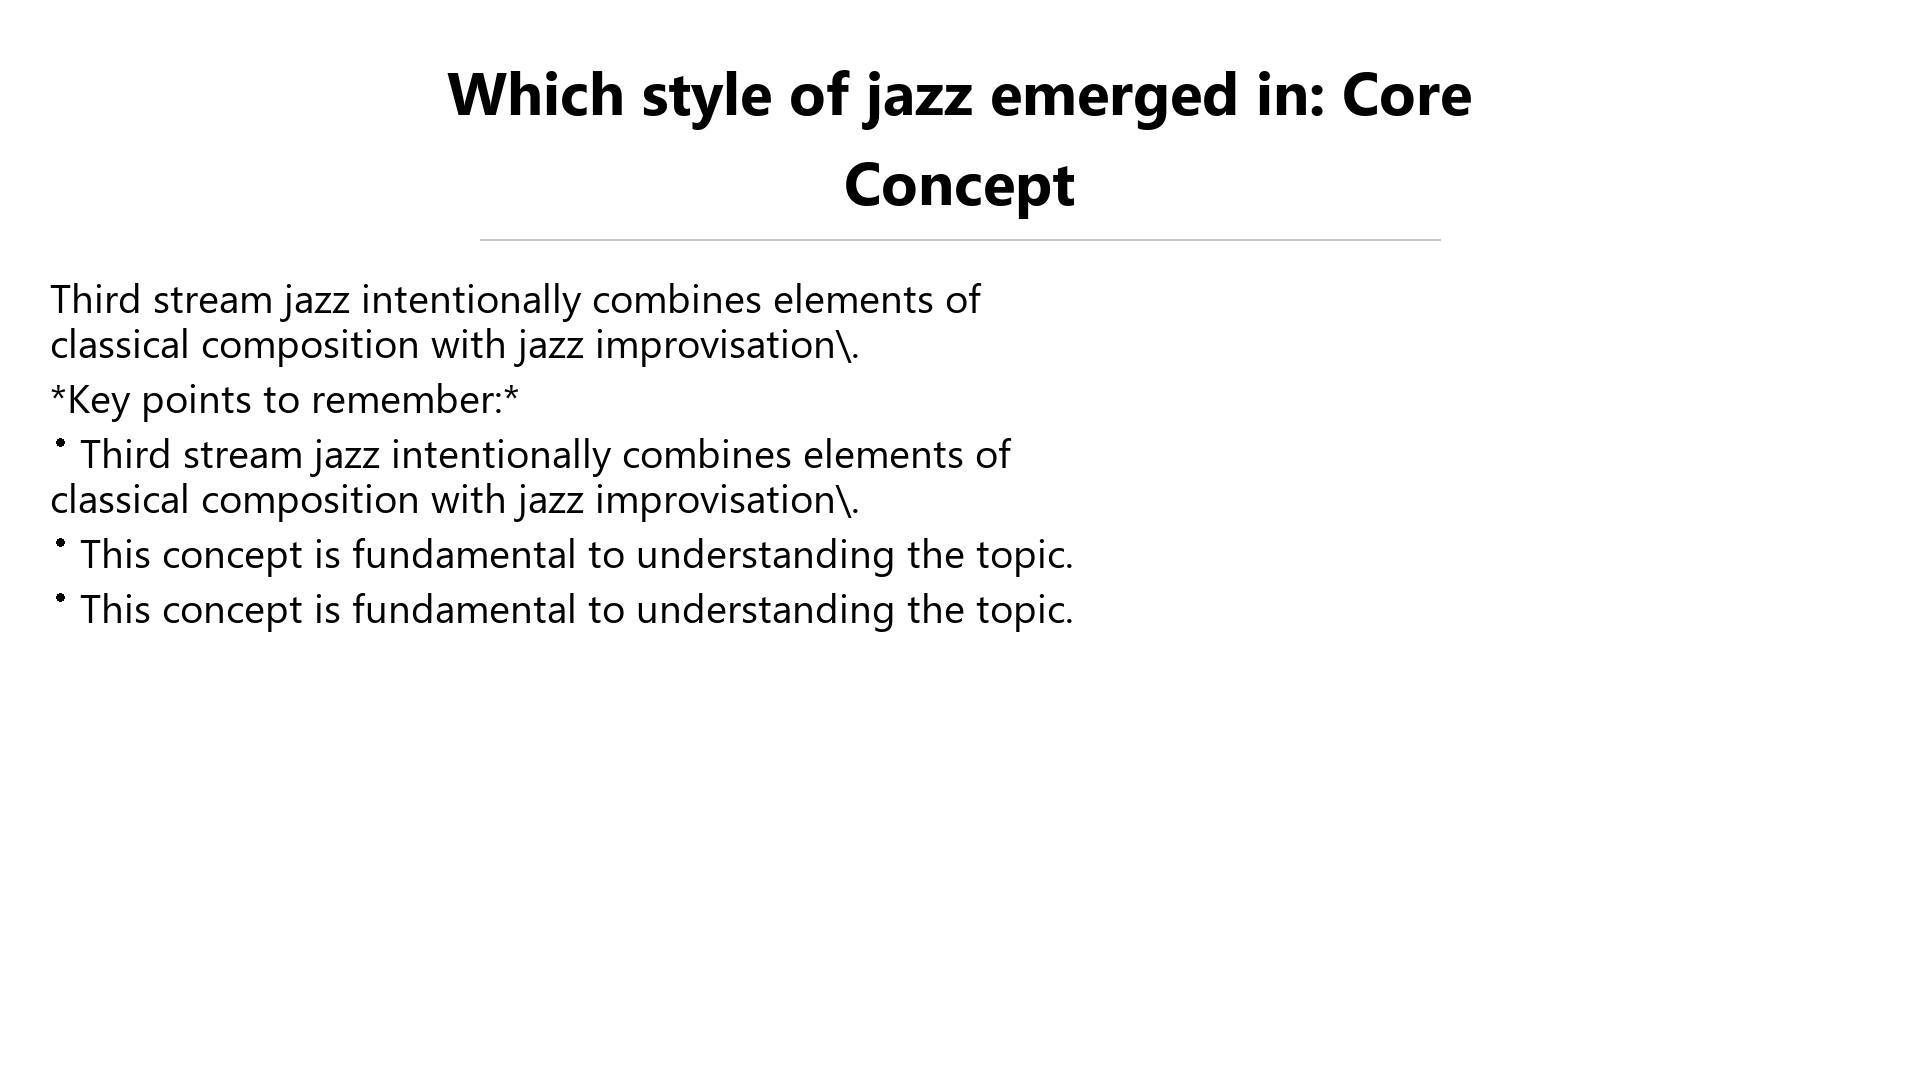 Which style of jazz emerged in: Core
Concept
Third stream jazz intentionally combines elements of
classical composition with jazz improvisation\.
*Key points to remember:*
• Third stream jazz intentionally combines elements of
classical composition with jazz improvisation\.
• This concept is fundamental to understanding the topic.
• This concept is fundamental to understanding the topic.